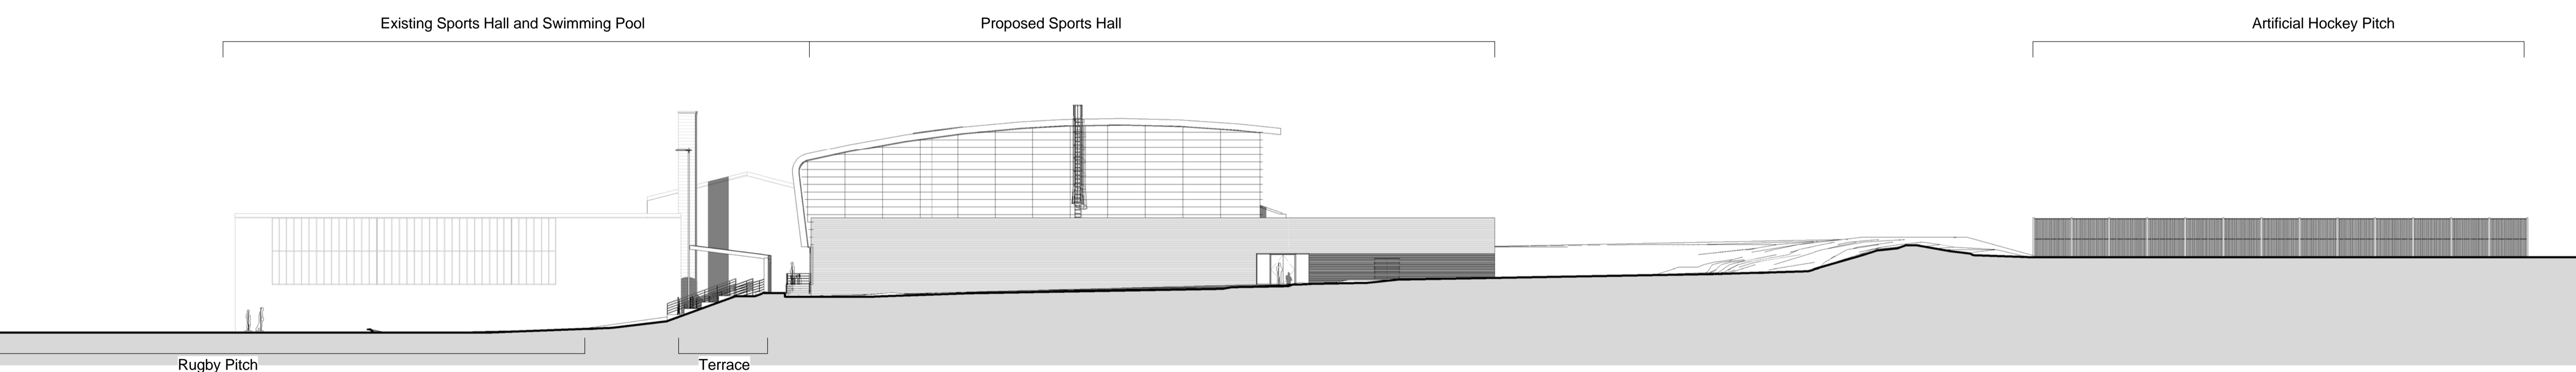 Existing Sports Hall and Swimming Pool
Proposed Sports Hall
Artificial Hockey Pitch
Rugby Pitch
Terrace